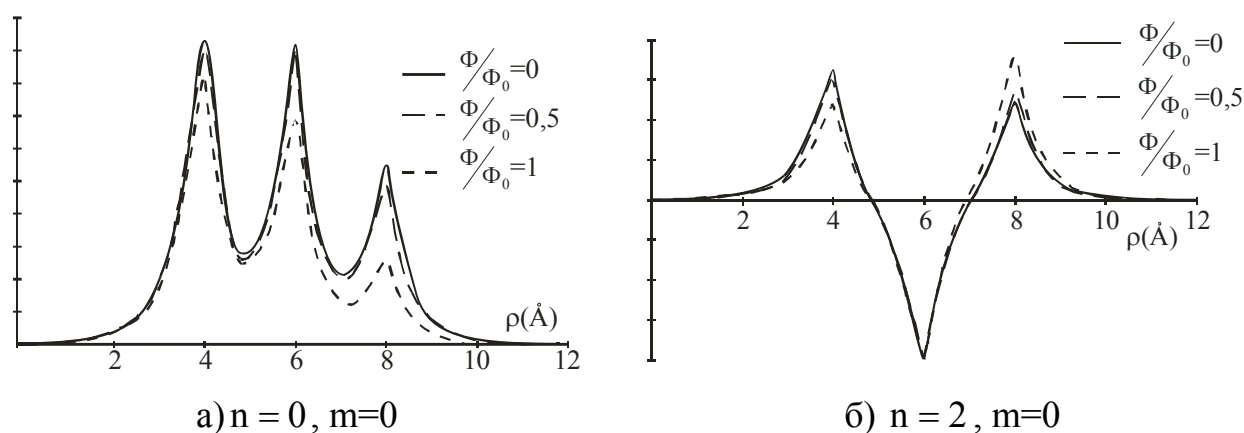 Φ/Φ₀=0
Φ/Φ₀=0,5
Φ/Φ₀=1
ρ(Å)
2 4 6 8 10 12
а) n = 0, m=0
Φ/Φ₀=0
Φ/Φ₀=0,5
Φ/Φ₀=1
2 4 6 8 10 12
ρ(Å)
б) n = 2, m=0